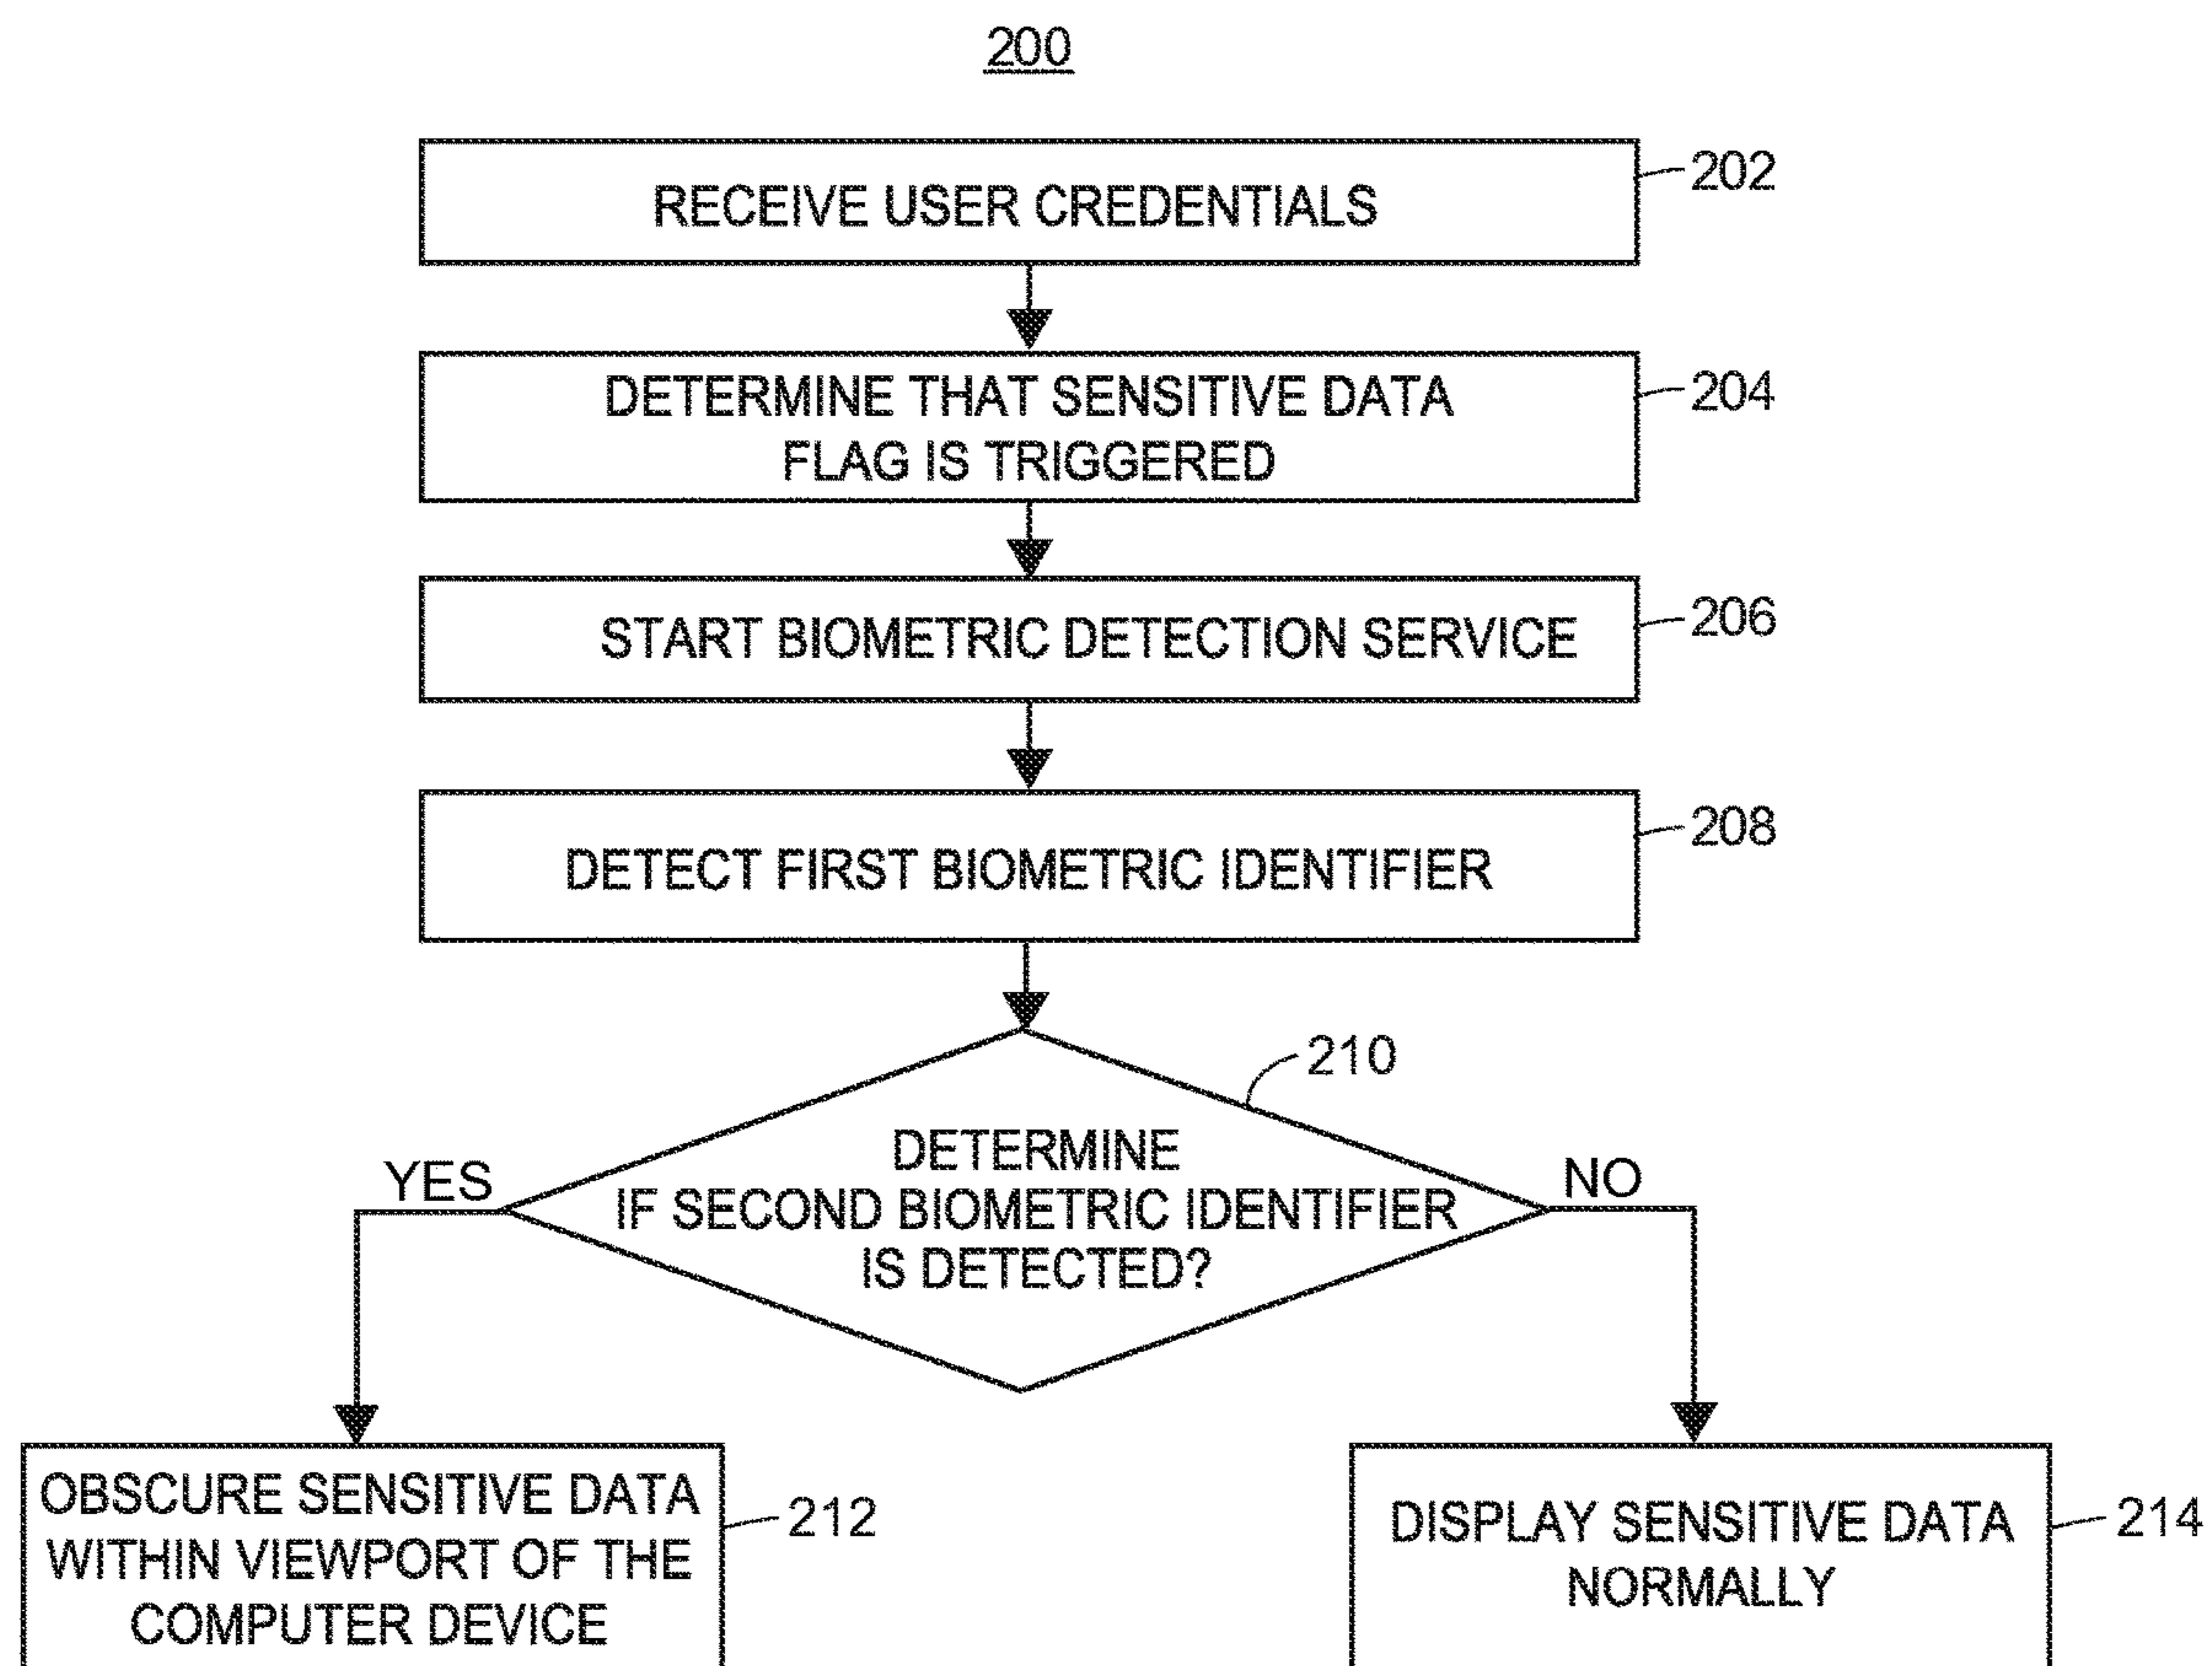 200
RECEIVE USER CREDENTIALS
202
DETERMINE THAT SENSITIVE DATA
FLAG IS TRIGGERED
204
START BIOMETRIC DETECTION SERVICE
206
DETECT FIRST BIOMETRIC IDENTIFIER
208
210
DETERMINE
IF SECOND BIOMETRIC IDENTIFIER
IS DETECTED?
YES
NO
OBSCURE SENSITIVE DATA
WITHIN VIEWPORT OF THE
COMPUTER DEVICE
212
DISPLAY SENSITIVE DATA
NORMALLY
214